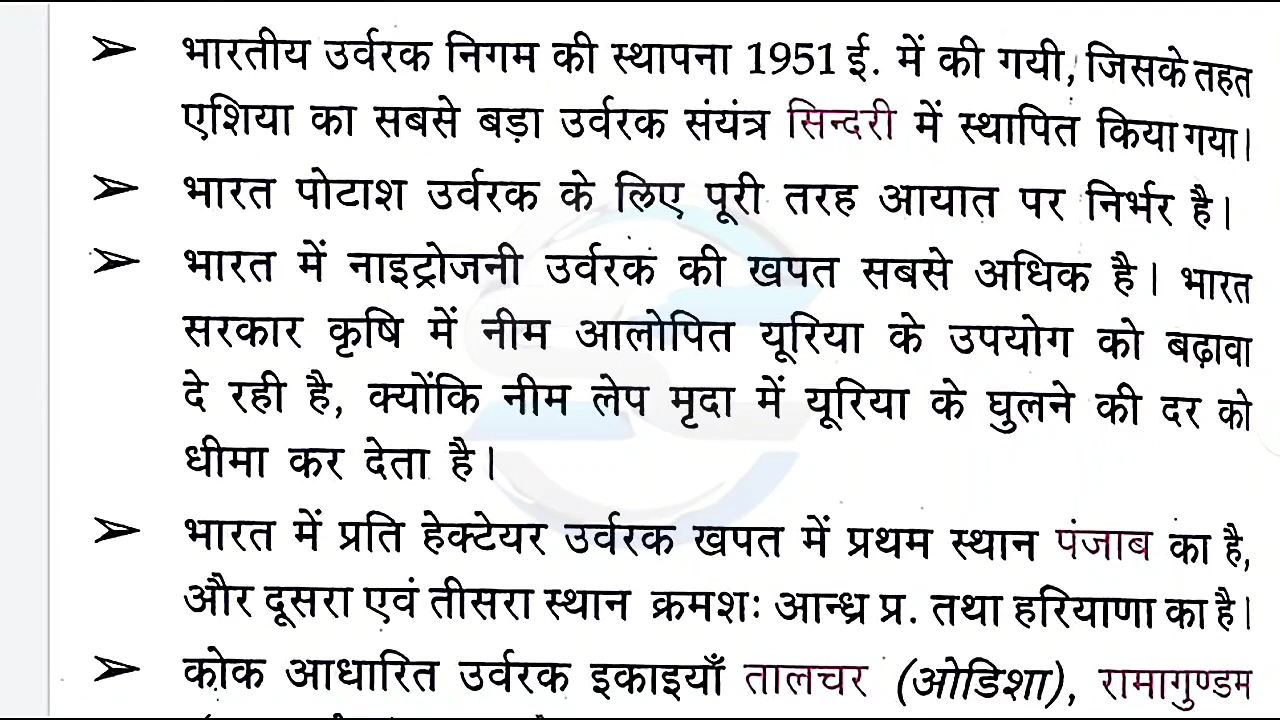 ➢ भारतीय उर्वरक निगम की स्थापना 1951 ई. में की गयी, जिसके तहत
एशिया का सबसे बड़ा उर्वरक संयंत्र सिन्दरी में स्थापित किया गया।
➢ भारत पोटाश उर्वरक के लिए पूरी तरह आयात पर निर्भर है।
➢ भारत में नाइट्रोजनी उर्वरक की खपत सबसे अधिक है। भारत
सरकार कृषि में नीम आलोपित यूरिया के उपयोग को बढ़ावा
दे रही है, क्योंकि नीम लेप मृदा में यूरिया के घुलने की दर को
धीमा कर देता है।
➢ भारत में प्रति हेक्टेयर उर्वरक खपत में प्रथम स्थान पंजाब का है,
और दूसरा एवं तीसरा स्थान क्रमशः आन्ध्र प्र. तथा हरियाणा का है।
➢ कोक आधारित उर्वरक इकाइयाँ तालचर (ओडिशा), रामागुण्डम